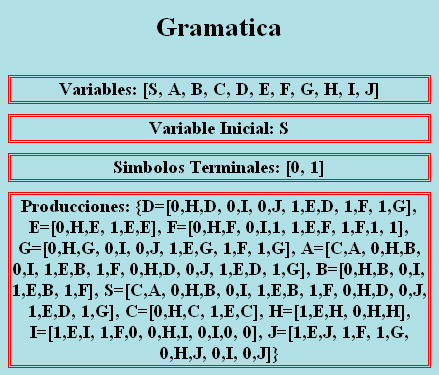 Gramatica
Variables: [S, A, B, C, D, E, F, G, H, I, J]
Variable Inicial: S
Simbolos Terminales: [0, 1]
Producciones: {D=[0,H,D, 0,I, 0,J, 1,E,D, 1,F, 1,G],
E=[0,H,E, 1,E,E], F=[0,H,F, 0,I,1, 1,E,F, 1,F,1, 1],
G=[0,H,G, 0,I, 0,J, 1,E,G, 1,F, 1,G], A=[C,A, 0,H,B,
0,I, 1,E,B, 1,F, 0,H,D, 0,J, 1,E,D, 1,G], B=[0,H,B, 0,I,
1,E,B, 1,F], S=[C,A, 0,H,B, 0,I, 1,E,B, 1,F, 0,H,D, 0,J,
1,E,D, 1,G], C=[0,H,C, 1,E,C], H=[1,E,H, 0,H,H],
I=[1,E,I, 1,F,0, 0,H,I, 0,I,0, 0], J=[1,E,J, 1,F, 1,G,
0,H,J, 0,I, 0,J]}